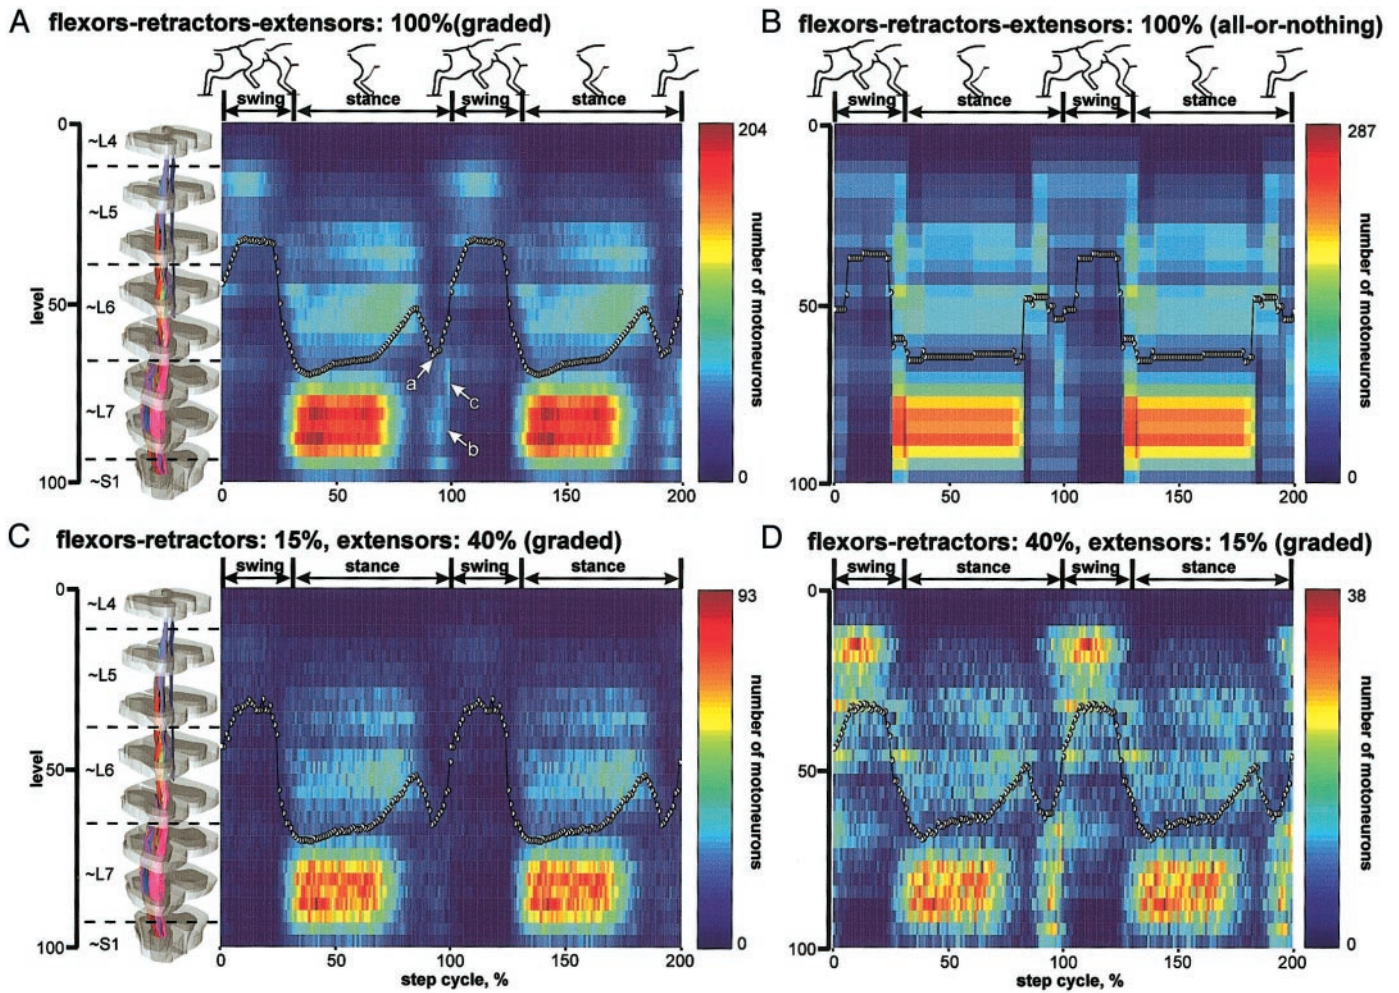 A flexors-retractors-extensors: 100%(graded)
swing stance swing stance
0
~L4
~L5
~L6
~L7
~S1
50
100
level
a
b
c
0 50 100 150 200
204
0
number of motoneurons
B flexors-retractors-extensors: 100% (all-or-nothing)
swing stance swing stance
0
50
100
0 50 100 150 200
287
0
number of motoneurons
C flexors-retractors: 15%, extensors: 40% (graded)
swing stance swing stance
0
~L4
~L5
~L6
~L7
~S1
50
100
level
0 50 100 150 200
step cycle, %
93
0
number of motoneurons
D flexors-retractors: 40%, extensors: 15% (graded)
swing stance swing stance
0
50
100
0 50 100 150 200
step cycle, %
38
0
number of motoneurons